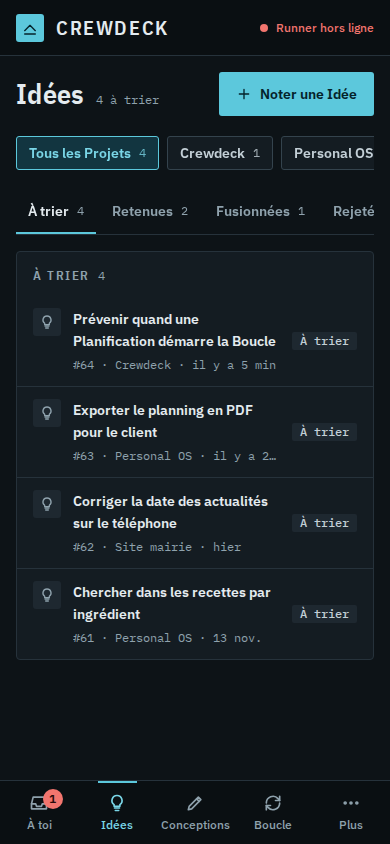 CREWDECK
Runner hors ligne
Idées 4 à trier
+ Noter une Idée
Tous les Projets 4
Crewdeck 1
Personal OS
À trier 4
Retenues 2
Fusionnées 1
Rejeté
À TRIER 4
Prévenir quand une
Planification démarre la Boucle
À trier
#64 · Crewdeck · il y a 5 min
Exporter le planning en PDF
pour le client
À trier
#63 · Personal OS · il y a 2…
Corriger la date des actualités
sur le téléphone
À trier
#62 · Site mairie · hier
Chercher dans les recettes par
ingrédient
À trier
#61 · Personal OS · 13 nov.
1
À toi
Idées
Conceptions
Boucle
Plus